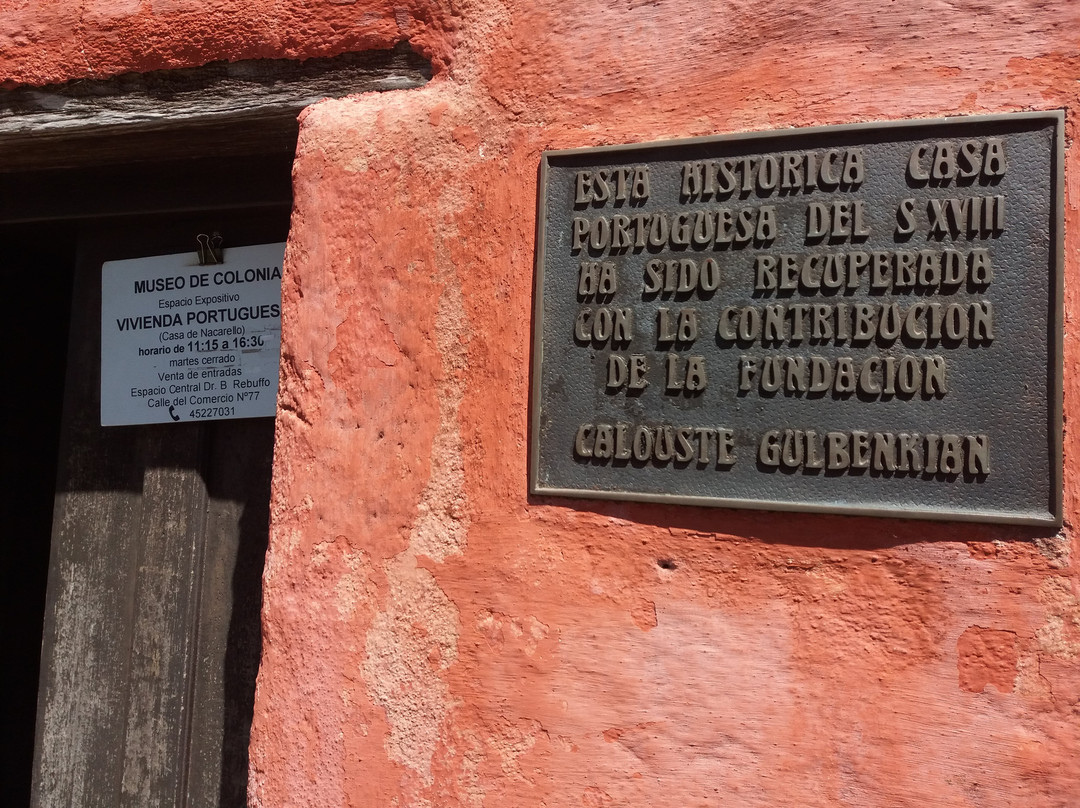 MUSEO DE COLONIA
Espacio Expositivo
VIVIENDA PORTUGUES
(Casa de Nacarello)
horario de 11:15 a 16:30
martes cerrado
Venta de entradas
Espacio Central Dr. B Rebuffo
Calle del Comercio Nº77
45227031
ESTA HISTORICA CASA
PORTUGUESA DEL S XVIII
HA SIDO RECUPERADA
CON LA CONTRIBUCION
DE LA FUNDACION
CALOUSTE GULBENKIAN